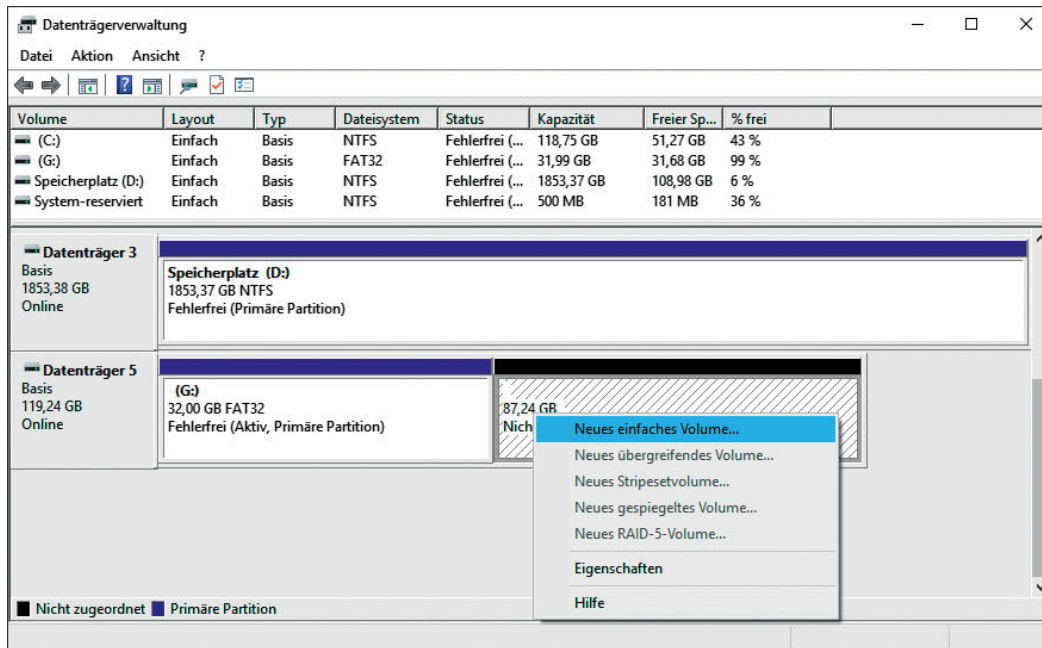 Datenträgerverwaltung
Datei Aktion Ansicht ?
Volume Layout Typ Dateisystem Status Kapazität Freier Sp... % frei
(C:) Einfach Basis NTFS Fehlerfrei (... 118,75 GB 51,27 GB 43 %
(G:) Einfach Basis FAT32 Fehlerfrei (... 31,99 GB 31,68 GB 99 %
Speicherplatz (D:) Einfach Basis NTFS Fehlerfrei (... 1853,37 GB 108,98 GB 6 %
System-reserviert Einfach Basis NTFS Fehlerfrei (... 500 MB 181 MB 36 %
Datenträger 3
Basis
1853,38 GB
Online
Speicherplatz (D:)
1853,37 GB NTFS
Fehlerfrei (Primäre Partition)
Datenträger 5
Basis
119,24 GB
Online
(G:)
32,00 GB FAT32
Fehlerfrei (Aktiv, Primäre Partition)
87,24 GB
Nich
Neues einfaches Volume...
Neues übergreifendes Volume...
Neues Stripesetvolume...
Neues gespiegeltes Volume...
Neues RAID-5-Volume...
Eigenschaften
Hilfe
Nicht zugeordnet Primäre Partition